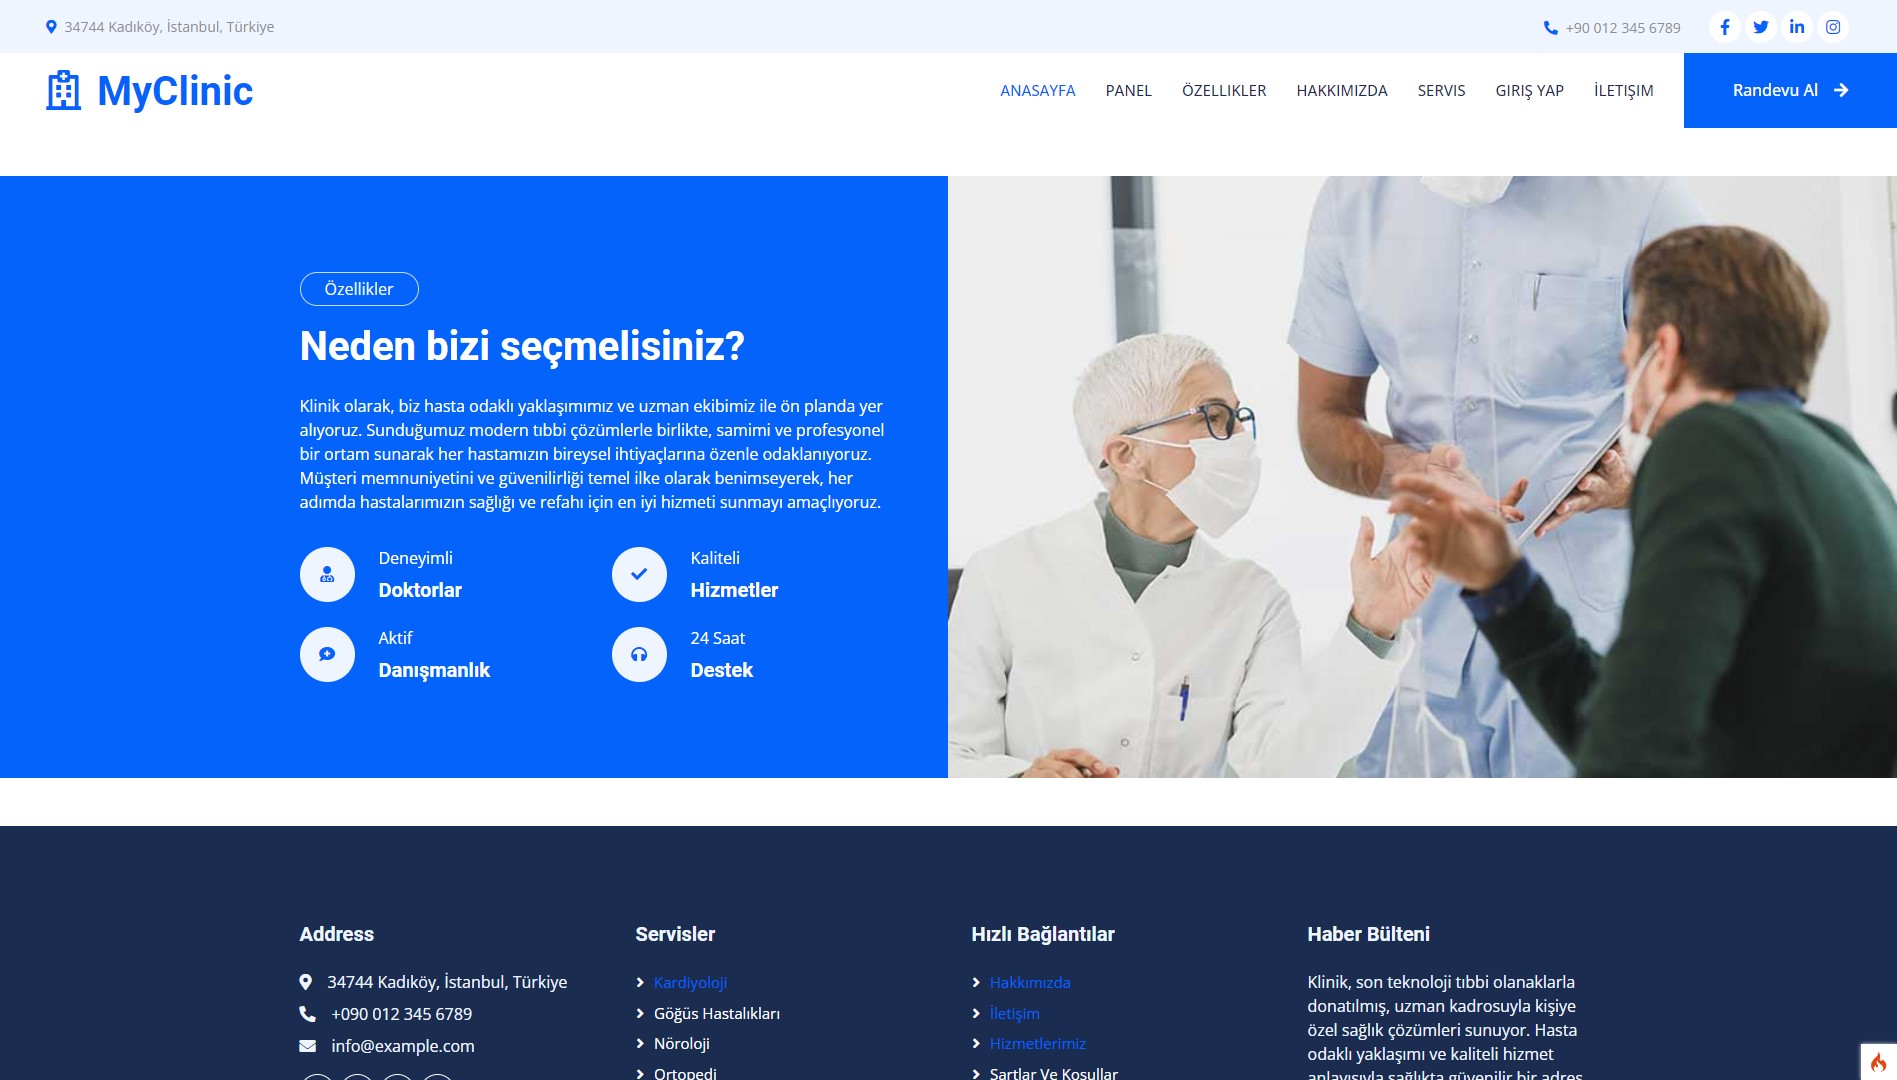 34744 Kadıköy, İstanbul, Türkiye
+90 012 345 6789
MyClinic
ANASAYFA
PANEL
ÖZELLIKLER
HAKKIMIZDA
SERVIS
GIRIŞ YAP
İLETIŞIM
Randevu Al
Özellikler
Neden bizi seçmelisiniz?
Klinik olarak, biz hasta odaklı yaklaşımımız ve uzman ekibimiz ile ön planda yer
alıyoruz. Sunduğumuz modern tıbbi çözümlerle birlikte, samimi ve profesyonel
bir ortam sunarak her hastamızın bireysel ihtiyaçlarına özenle odaklanıyoruz.
Müşteri memnuniyetini ve güvenilirliği temel ilke olarak benimseyerek, her
adımda hastalarımızın sağlığı ve refahı için en iyi hizmeti sunmayı amaçlıyoruz.
Deneyimli
Doktorlar
Kaliteli
Hizmetler
Aktif
Danışmanlık
24 Saat
Destek
Address
34744 Kadıköy, İstanbul, Türkiye
+090 012 345 6789
info@example.com
Servisler
Kardiyoloji
Göğüs Hastalıkları
Nöroloji
Ortopedi
Hızlı Bağlantılar
Hakkımızda
İletişim
Hizmetlerimiz
Şartlar Ve Koşullar
Haber Bülteni
Klinik, son teknoloji tıbbi olanaklarla
donatılmış, uzman kadrosuyla kişiye
özel sağlık çözümleri sunuyor. Hasta
odaklı yaklaşımı ve kaliteli hizmet
anlayışıyla sağlıkta güvenilir bir adres